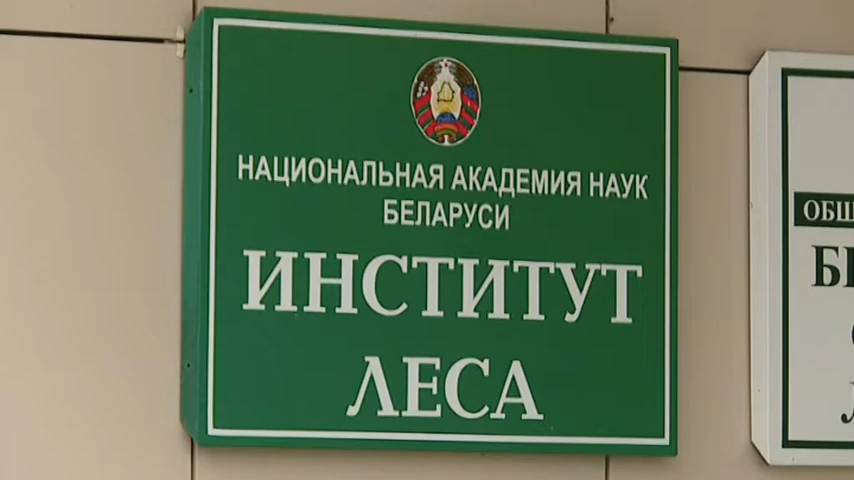 НАЦИОНАЛЬНАЯ АКАДЕМИЯ НАУК
БЕЛАРУСИ
ИНСТИТУТ
ЛЕСА